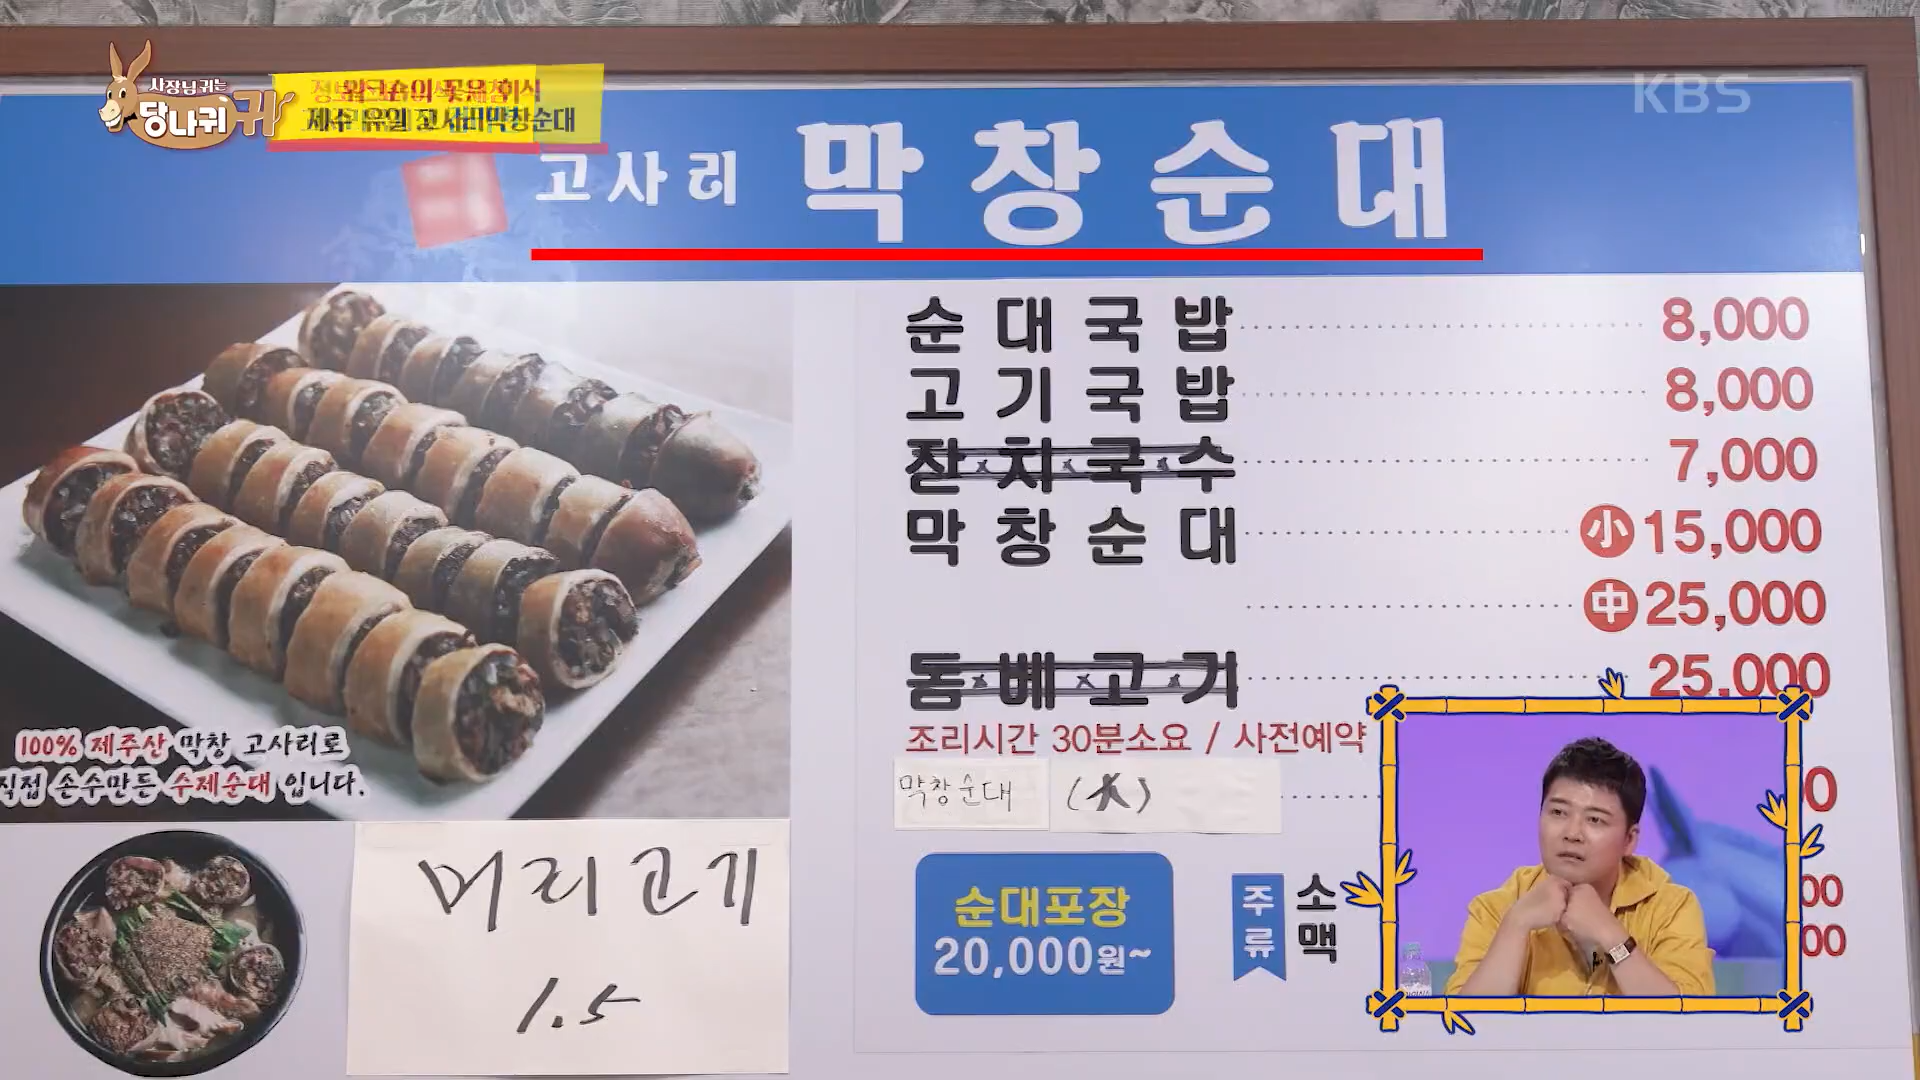 사장님 귀는
당나귀 귀
KBS
고사리 막창순대
순대국밥 8,000
고기국밥 8,000
잔치국수 7,000
막창순대 小 15,000
中 25,000
돔베고기 25,000
조리시간 30분소요 / 사전예약
막창순대 (大)
100% 제주산 막창 고사리로
직접 손수만든 수제순대 입니다.
머리고기
1.5
순대포장
20,000원~
주류
소
맥